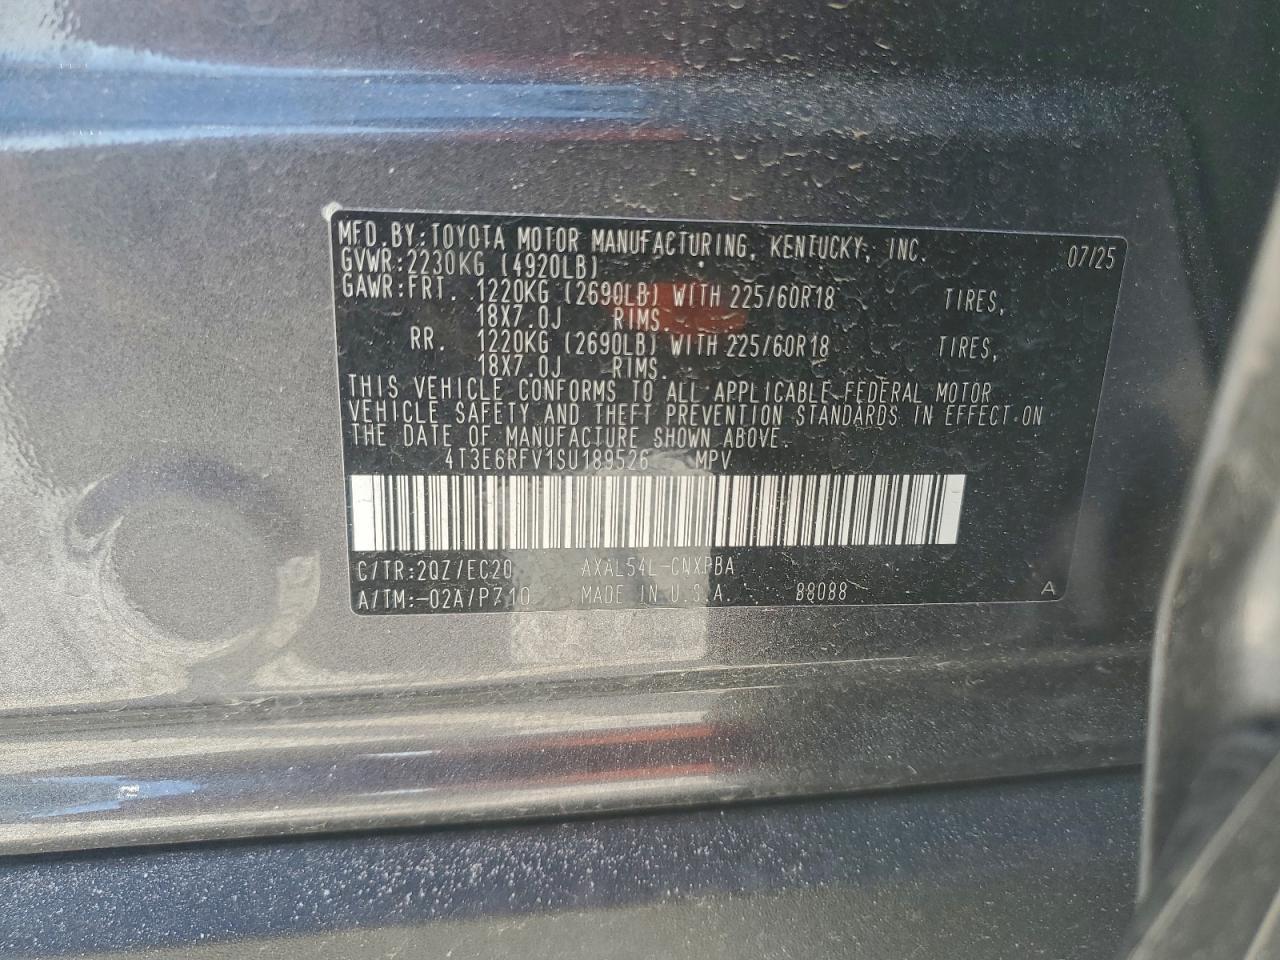 MFD. BY: TOYOTA MOTOR MANUFACTURING, KENTUCKY, INC. 07/25
GVWR: 2230KG (4920LB)
GAWR: FRT. 1220KG (2690LB) WITH 225/60R18 TIRES,
18X7.0J RIMS.
RR. 1220KG (2690LB) WITH 225/60R18 TIRES,
18X7.0J RIMS.
THIS VEHICLE CONFORMS TO ALL APPLICABLE FEDERAL MOTOR
VEHICLE SAFETY AND THEFT PREVENTION STANDARDS IN EFFECT ON
THE DATE OF MANUFACTURE SHOWN ABOVE.
4T3E6RFV1SU189526 MPV
C/TR: 2QZ/EC20 AXAL54L-CNXPBA
A/TM: -02A/P710 MADE IN U.S.A. 88088 A